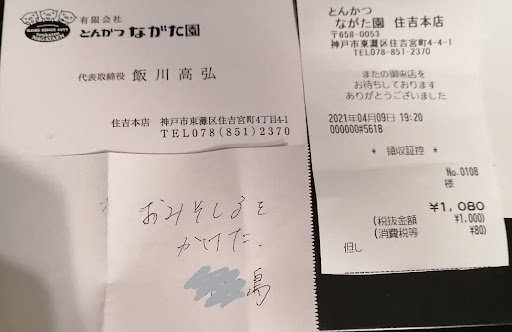 有限会社
とんかつ ながた園
KOBE SINCE 1977
NAGATAEN
代表取締役 飯川高弘
住吉本店 神戸市東灘区住吉宮町4丁目4-1
TEL078(851)2370
おみそしるを
かけた.
島
とんかつ
ながた園 住吉本店
〒658-0053
神戸市東灘区住吉宮町4-4-1
TEL078-851-2370
またの御来店を
お待ちしております
ありがとうございました
2021年04月09日 19:20
000000#5618
* 領収証控 *
No.0108
様
¥1,080
(税抜金額 ¥1,000)
(消費税等 ¥80)
但し